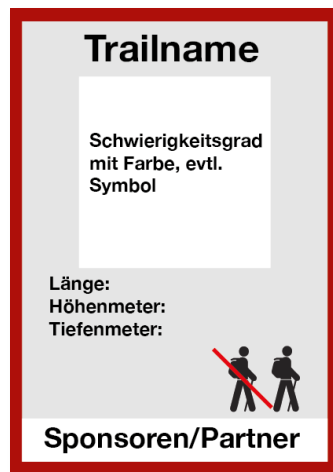 Trailname
Schwierigkeitsgrad
mit Farbe, evtl.
Symbol
Länge:
Höhenmeter:
Tiefenmeter:
Sponsoren/Partner